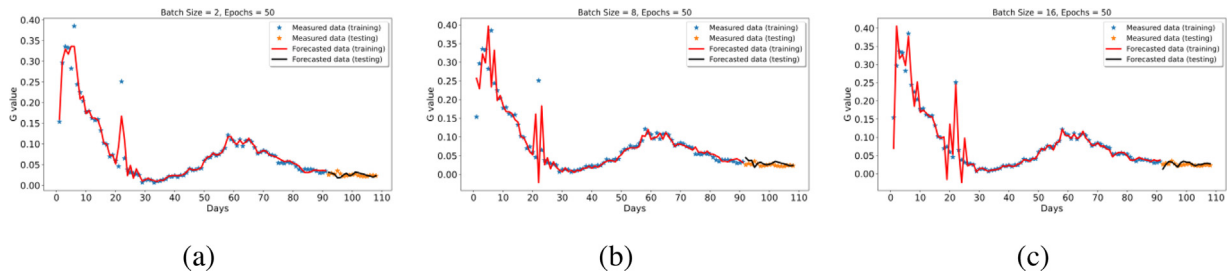 Batch Size = 2, Epochs = 50
Measured data (training)
Measured data (testing)
Forecasted data (training)
Forecasted data (testing)
G value
0.40
0.35
0.30
0.25
0.20
0.15
0.10
0.05
0.00
0 10 20 30 40 50 60 70 80 90 100 110
Days
(a)
Batch Size = 8, Epochs = 50
Measured data (training)
Measured data (testing)
Forecasted data (training)
Forecasted data (testing)
G value
0.40
0.35
0.30
0.25
0.20
0.15
0.10
0.05
0.00
0 10 20 30 40 50 60 70 80 90 100 110
Days
(b)
Batch Size = 16, Epochs = 50
Measured data (training)
Measured data (testing)
Forecasted data (training)
Forecasted data (testing)
G value
0.40
0.35
0.30
0.25
0.20
0.15
0.10
0.05
0.00
0 10 20 30 40 50 60 70 80 90 100 110
Days
(c)